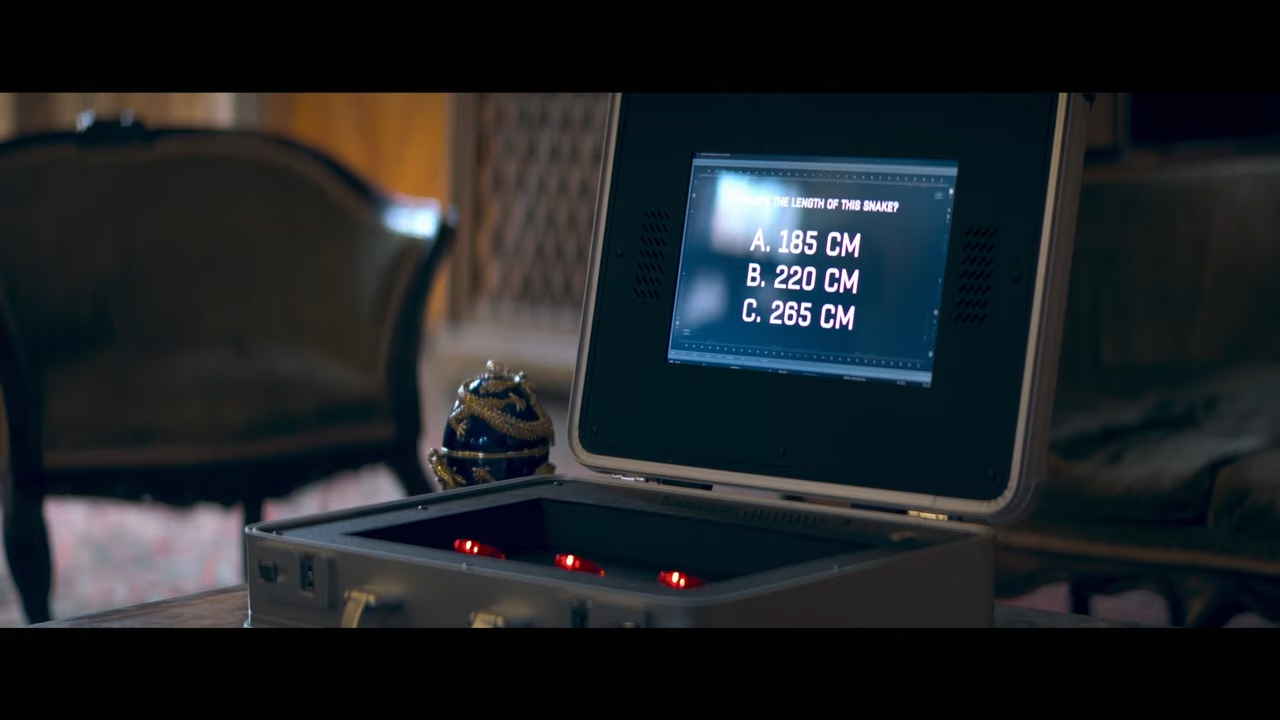 THE LENGTH OF THIS SNAKE?
A. 185 CM
B. 220 CM
C. 265 CM